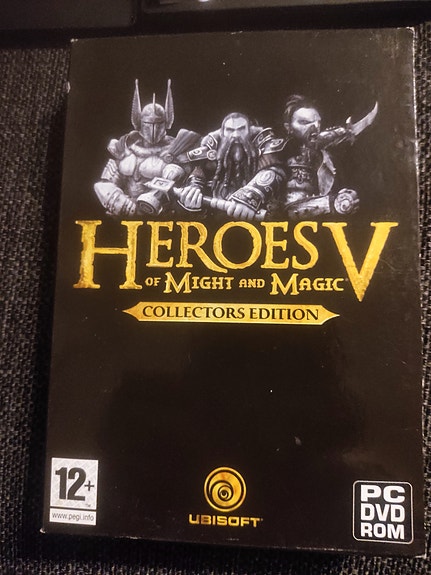 HEROES V
OF MIGHT AND MAGIC
COLLECTORS EDITION
12+
www.pegi.info
UBISOFT
PC
DVD
ROM